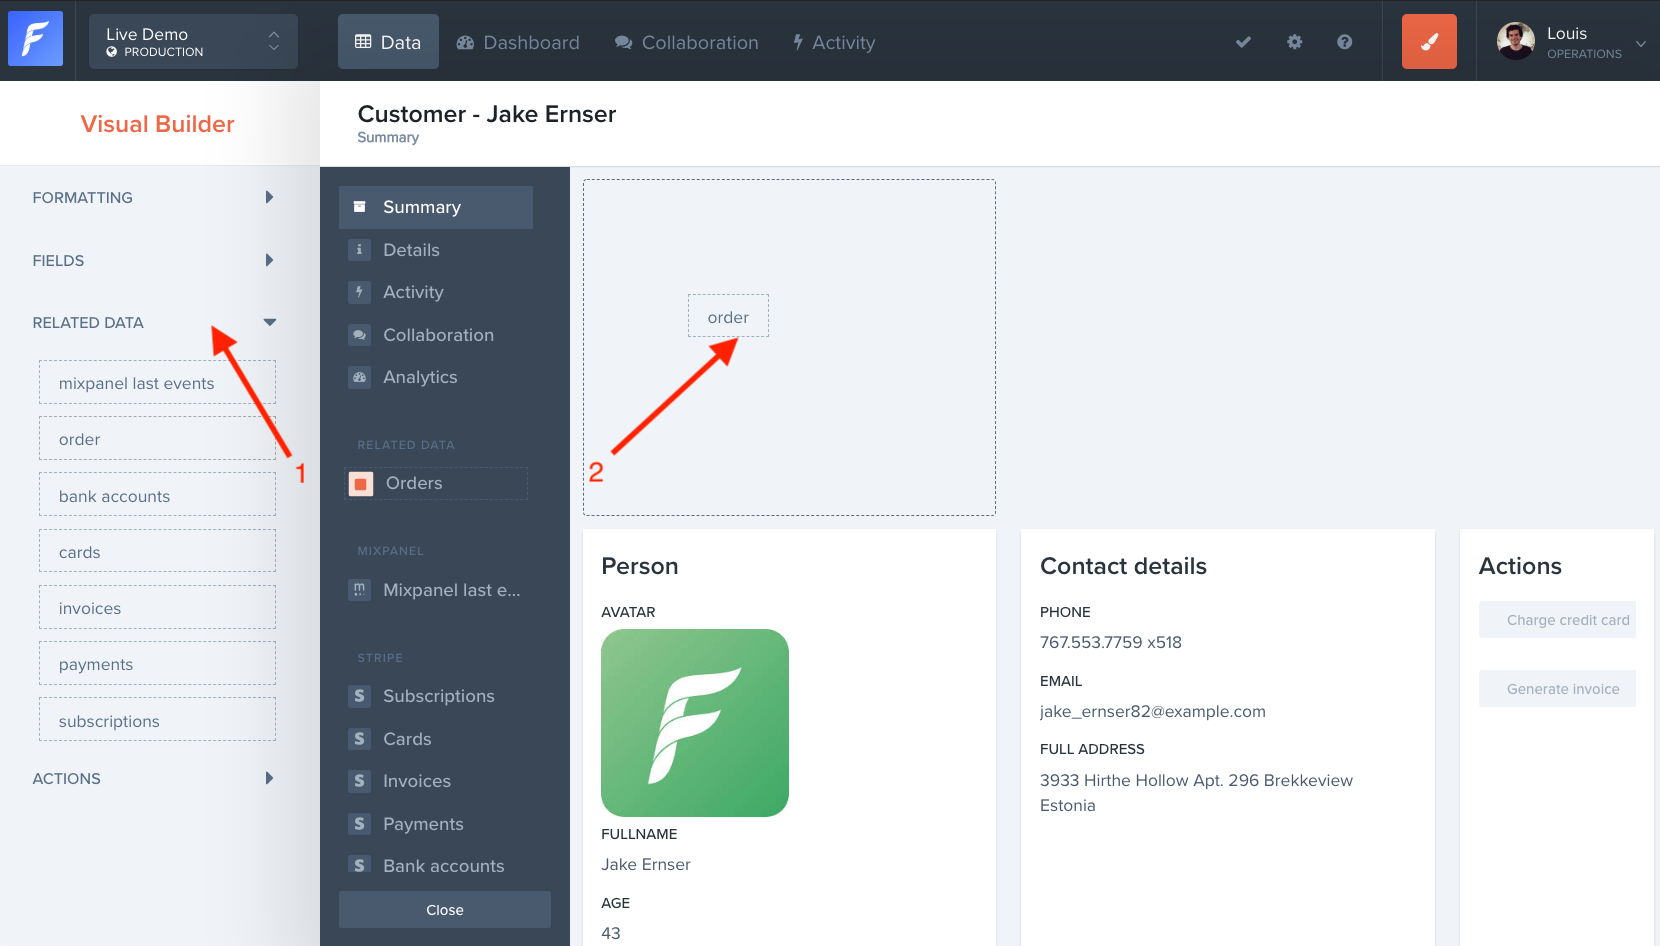 Live Demo
PRODUCTION
Data
Dashboard
Collaboration
Activity
Louis
OPERATIONS
Visual Builder
FORMATTING
FIELDS
RELATED DATA
mixpanel last events
order
bank accounts
cards
invoices
payments
subscriptions
ACTIONS
1
Customer - Jake Ernser
Summary
Summary
Details
Activity
Collaboration
Analytics
RELATED DATA
Orders
MIXPANEL
Mixpanel last e...
STRIPE
Subscriptions
Cards
Invoices
Payments
Bank accounts
Close
order
2
Person
AVATAR
FULLNAME
Jake Ernser
AGE
43
Contact details
PHONE
767.553.7759 x518
EMAIL
jake_ernser82@example.com
FULL ADDRESS
3933 Hirthe Hollow Apt. 296 Brekkeview
Estonia
Actions
Charge credit card
Generate invoice